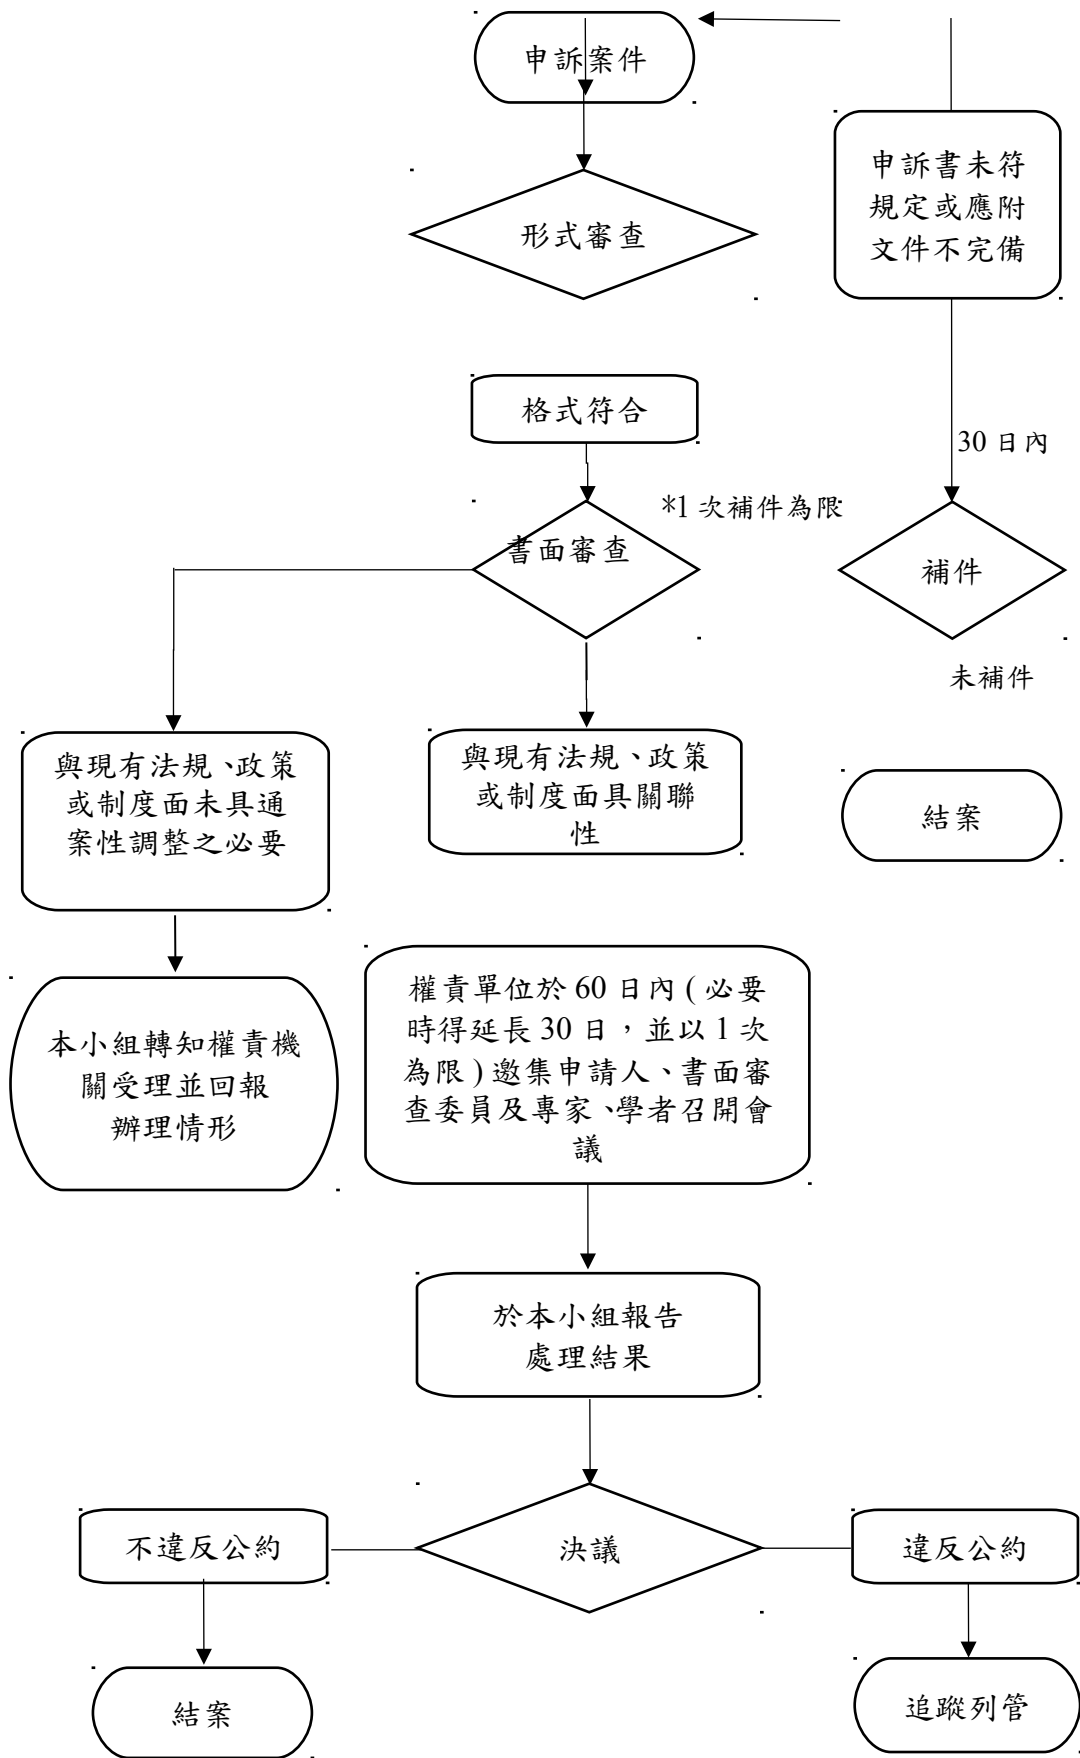 申訴案件
申訴書未符
規定或應附
文件不完備
形式審查
格式符合
30 日內
*1 次補件為限
書面審查
補件
未補件
與現有法規、政策
或制度面未具通
案性調整之必要
與現有法規、政策
或制度面具關聯
性
結案
權責單位於 60 日內 ( 必要
時得延長 30 日，並以 1 次
為限 ) 邀集申請人、書面審
查委員及專家、學者召開會
議
本小組轉知權責機
關受理並回報
辦理情形
於本小組報告
處理結果
不違反公約
決議
違反公約
結案
追蹤列管